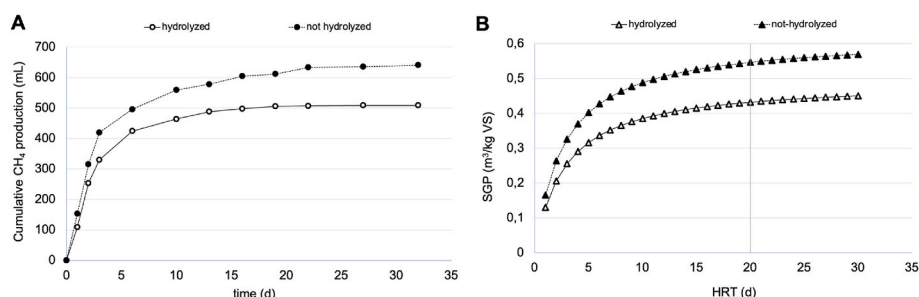 A
hydrolyzed
not hydrolyzed
700
600
500
400
300
200
100
0
0 5 10 15 20 25 30 35
Cumulative CH₄ production (mL)
time (d)
B
hydrolyzed
not-hydrolyzed
0,6
0,5
0,4
0,3
0,2
0,1
0
0 5 10 15 20 25 30 35
SGP (m³/kg VS)
HRT (d)